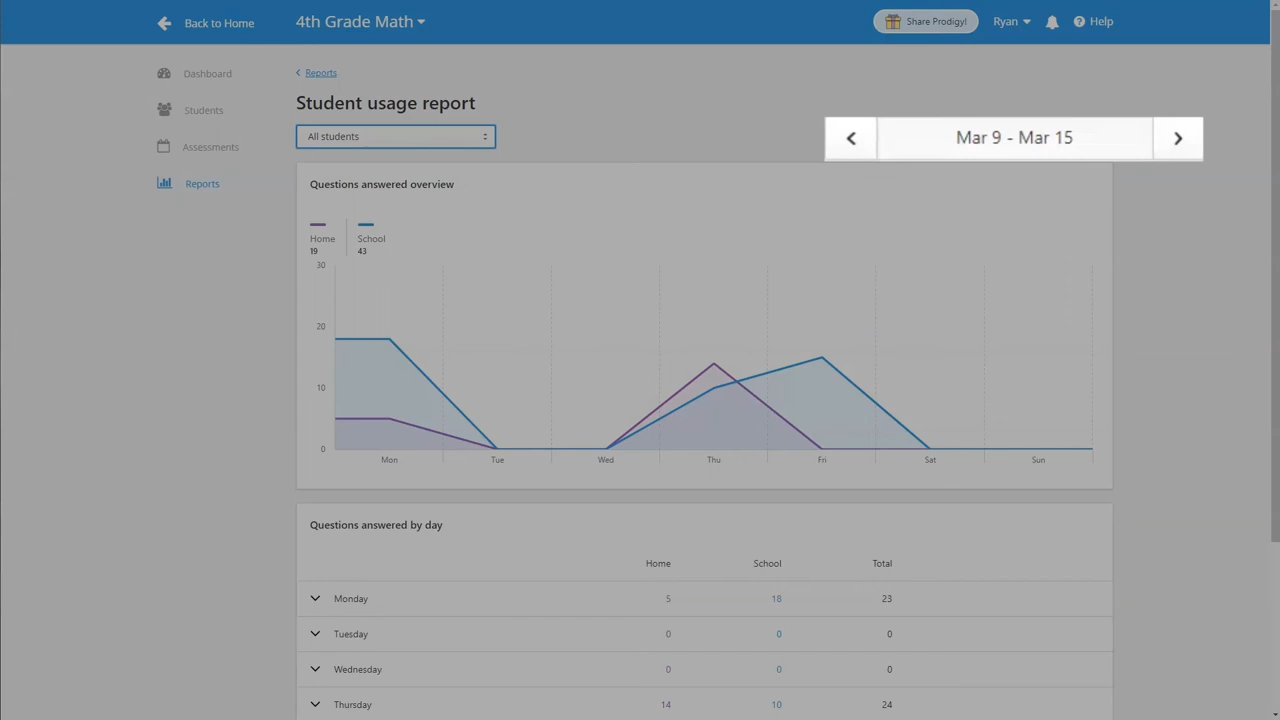 Back to Home
4th Grade Math
Share Prodigy!
Ryan
Help
Dashboard
Students
Assessments
Reports
Reports
Student usage report
All students
Mar 9 - Mar 15
Questions answered overview
Home School
19 43
30
20
10
0
Mon Tue Wed Thu Fri Sat Sun
Questions answered by day
Home School Total
Monday 5 18 23
Tuesday 0 0 0
Wednesday 0 0 0
Thursday 14 10 24